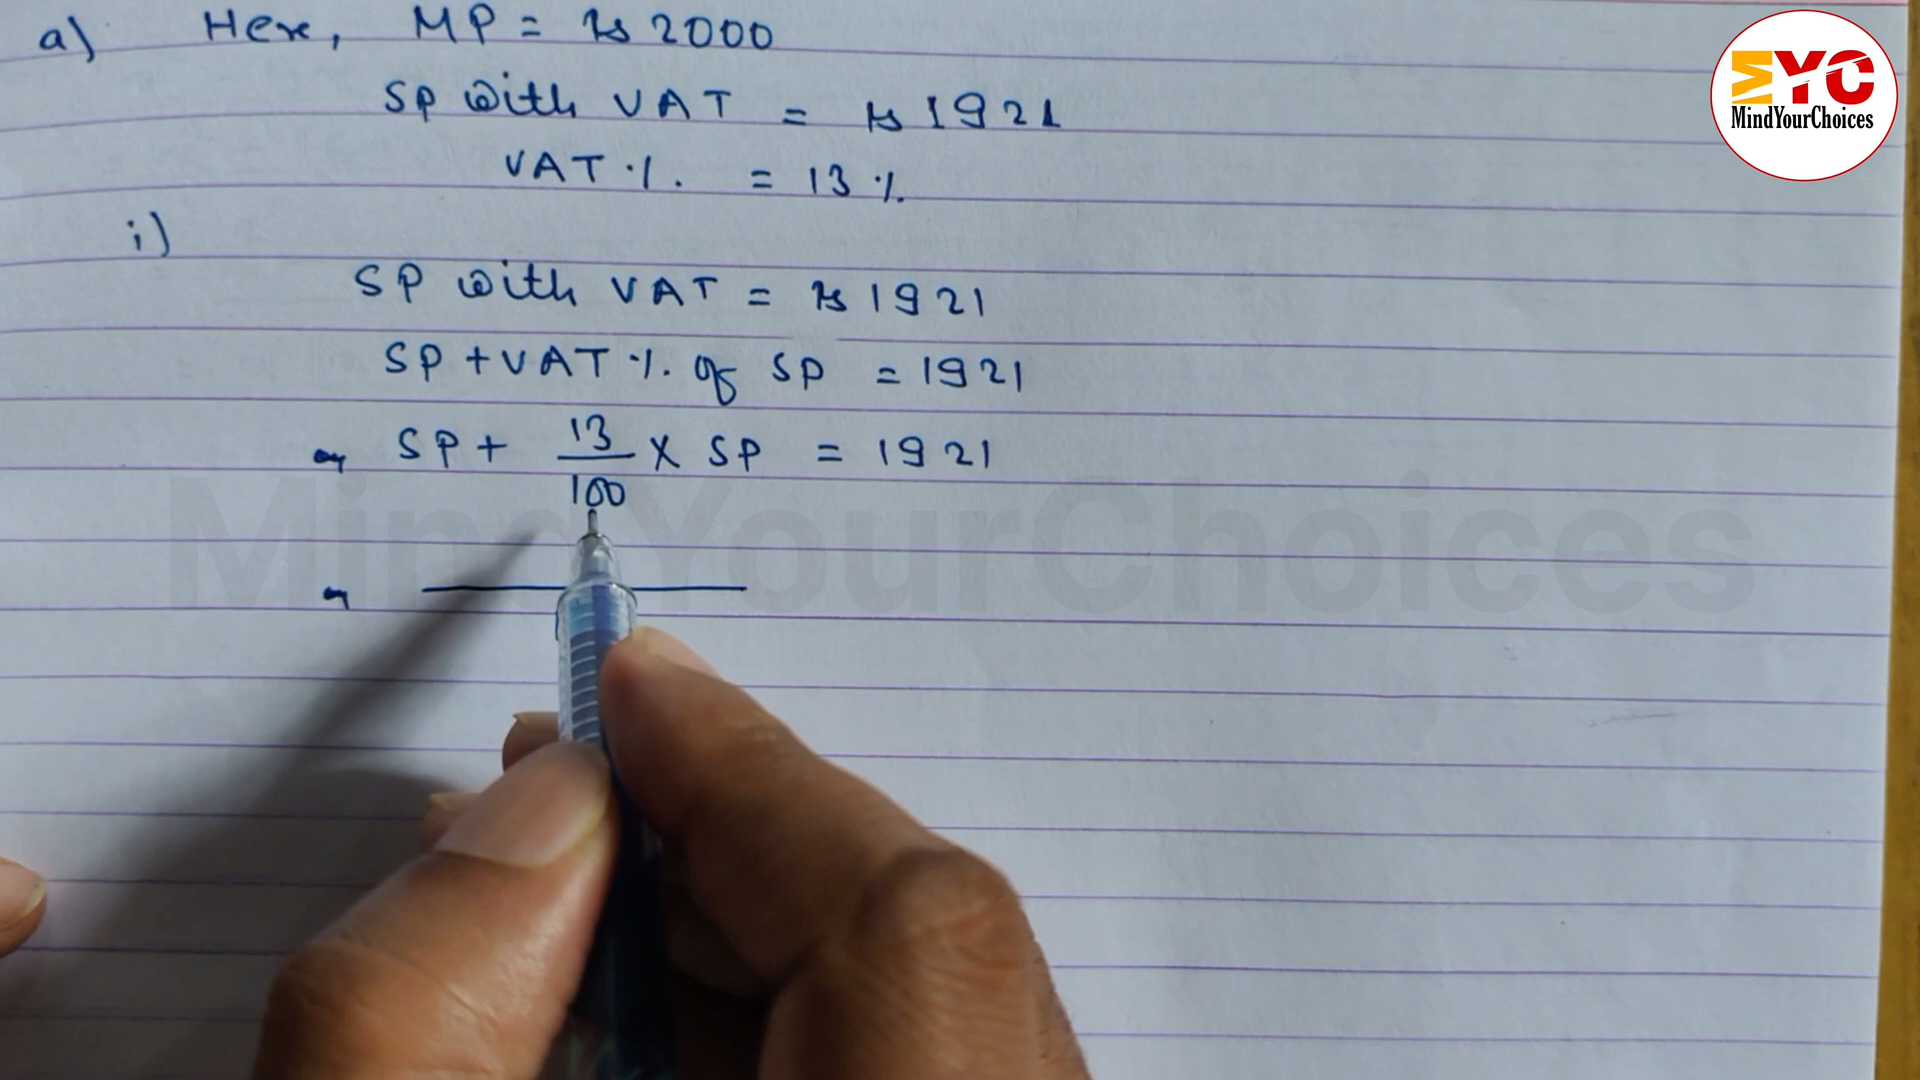 a) Here, MP = Rs 2000
SP with VAT = Rs 1921
VAT %. = 13 %.
i)
SP with VAT = Rs 1921
SP + VAT %. of SP = 1921
or SP + 13/100 × SP = 1921
or
MYC
MindYourChoices
MindYourChoices